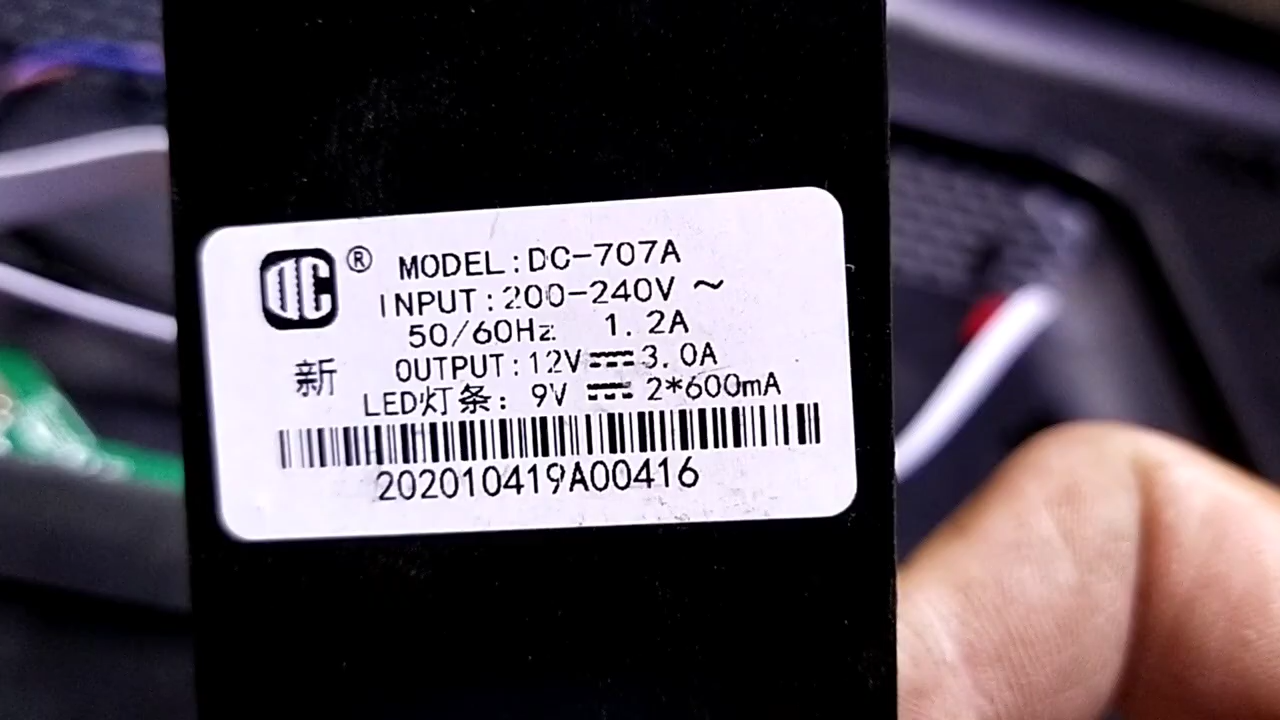 DC ® MODEL:DC-707A
INPUT:200-240V ~
50/60Hz 1.2A
新 OUTPUT:12V⎓3.0A
LED灯条: 9V ⎓ 2*600mA
202010419A00416